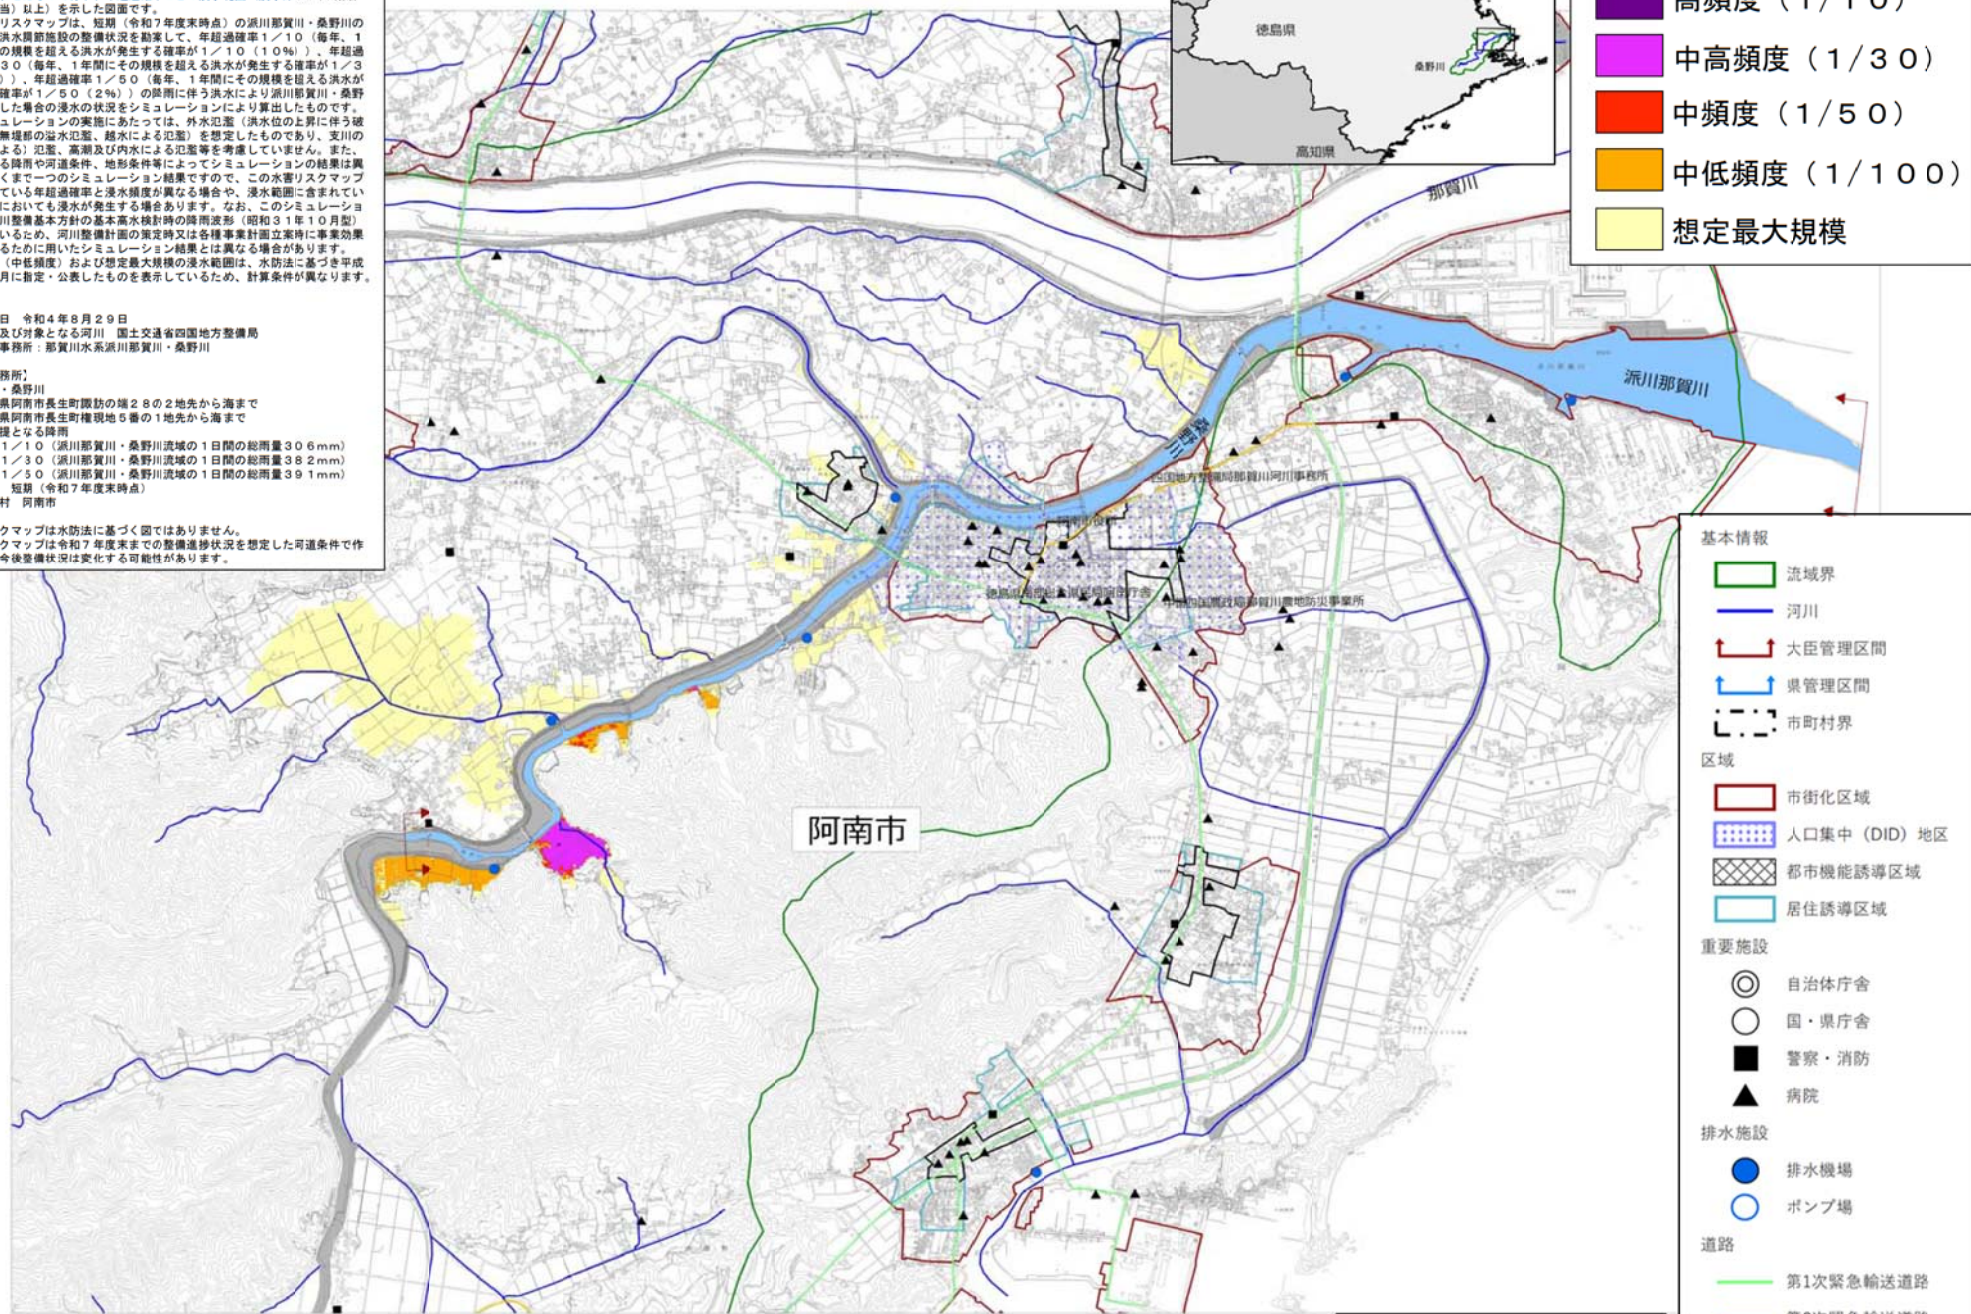 当）以上）を示した図面です。
リスクマップは、短期（令和7年度末時点）の派川那賀川・桑野川の
洪水調節施設の整備状況を勘案して、年超過確率1／10（毎年、1
の規模を超える洪水が発生する確率が1／10（10%））、年超過
30（毎年、1年間にその規模を超える洪水が発生する確率が1／3
））、年超過確率1／50（毎年、1年間にその規模を超える洪水が
確率が1／50（2%））の降雨に伴う洪水により派川那賀川・桑野
した場合の浸水の状況をシミュレーションにより算出したものです。
ュレーションの実施にあたっては、外水氾濫（洪水位の上昇に伴う破
無堤部の溢水氾濫、越水による氾濫）を想定したものであり、支川の
よる）氾濫、高潮及び内水による氾濫等を考慮していません。また、
る降雨や河道条件、地形条件等によってシミュレーションの結果は異
くまで一つのシミュレーション結果ですので、この水害リスクマップ
ている年超過確率と浸水頻度が異なる場合や、浸水範囲に含まれてい
においても浸水が発生する場合あります。なお、このシミュレーショ
川整備基本方針の基本高水検討時の降雨波形（昭和31年10月型）
いるため、河川整備計画の策定時又は各種事業計画立案時に事業効果
るために用いたシミュレーション結果とは異なる場合があります。
（中低頻度）および想定最大規模の浸水範囲は、水防法に基づき平成
月に指定・公表したものを表示しているため、計算条件が異なります。
日 令和4年8月29日
及び対象となる河川 国土交通省四国地方整備局
事務所：那賀川水系派川那賀川・桑野川
務所】
・桑野川
県阿南市長生町諏訪の端28の2地先から海まで
県阿南市長生町権現地5番の1地先から海まで
提となる降雨
1／10（派川那賀川・桑野川流域の1日間の総雨量306mm）
1／30（派川那賀川・桑野川流域の1日間の総雨量382mm）
1／50（派川那賀川・桑野川流域の1日間の総雨量391mm）
短期（令和7年度末時点）
村 阿南市
クマップは水防法に基づく図ではありません。
クマップは令和7年度末までの整備進捗状況を想定した河道条件で作
今後整備状況は変化する可能性があります。
徳島県
桑野川
高知県
高頻度（1/10）
中高頻度（1/30）
中頻度（1/50）
中低頻度（1/100）
想定最大規模
那賀川
派川那賀川
桑野川
四国地方整備局那賀川河川事務所
阿南市役所
徳島県南部総合県民局阿南庁舎
中国四国農政局那賀川農地防災事業所
阿南市
基本情報
流域界
河川
大臣管理区間
県管理区間
市町村界
区域
市街化区域
人口集中（DID）地区
都市機能誘導区域
居住誘導区域
重要施設
自治体庁舎
国・県庁舎
警察・消防
病院
排水施設
排水機場
ポンプ場
道路
第1次緊急輸送道路